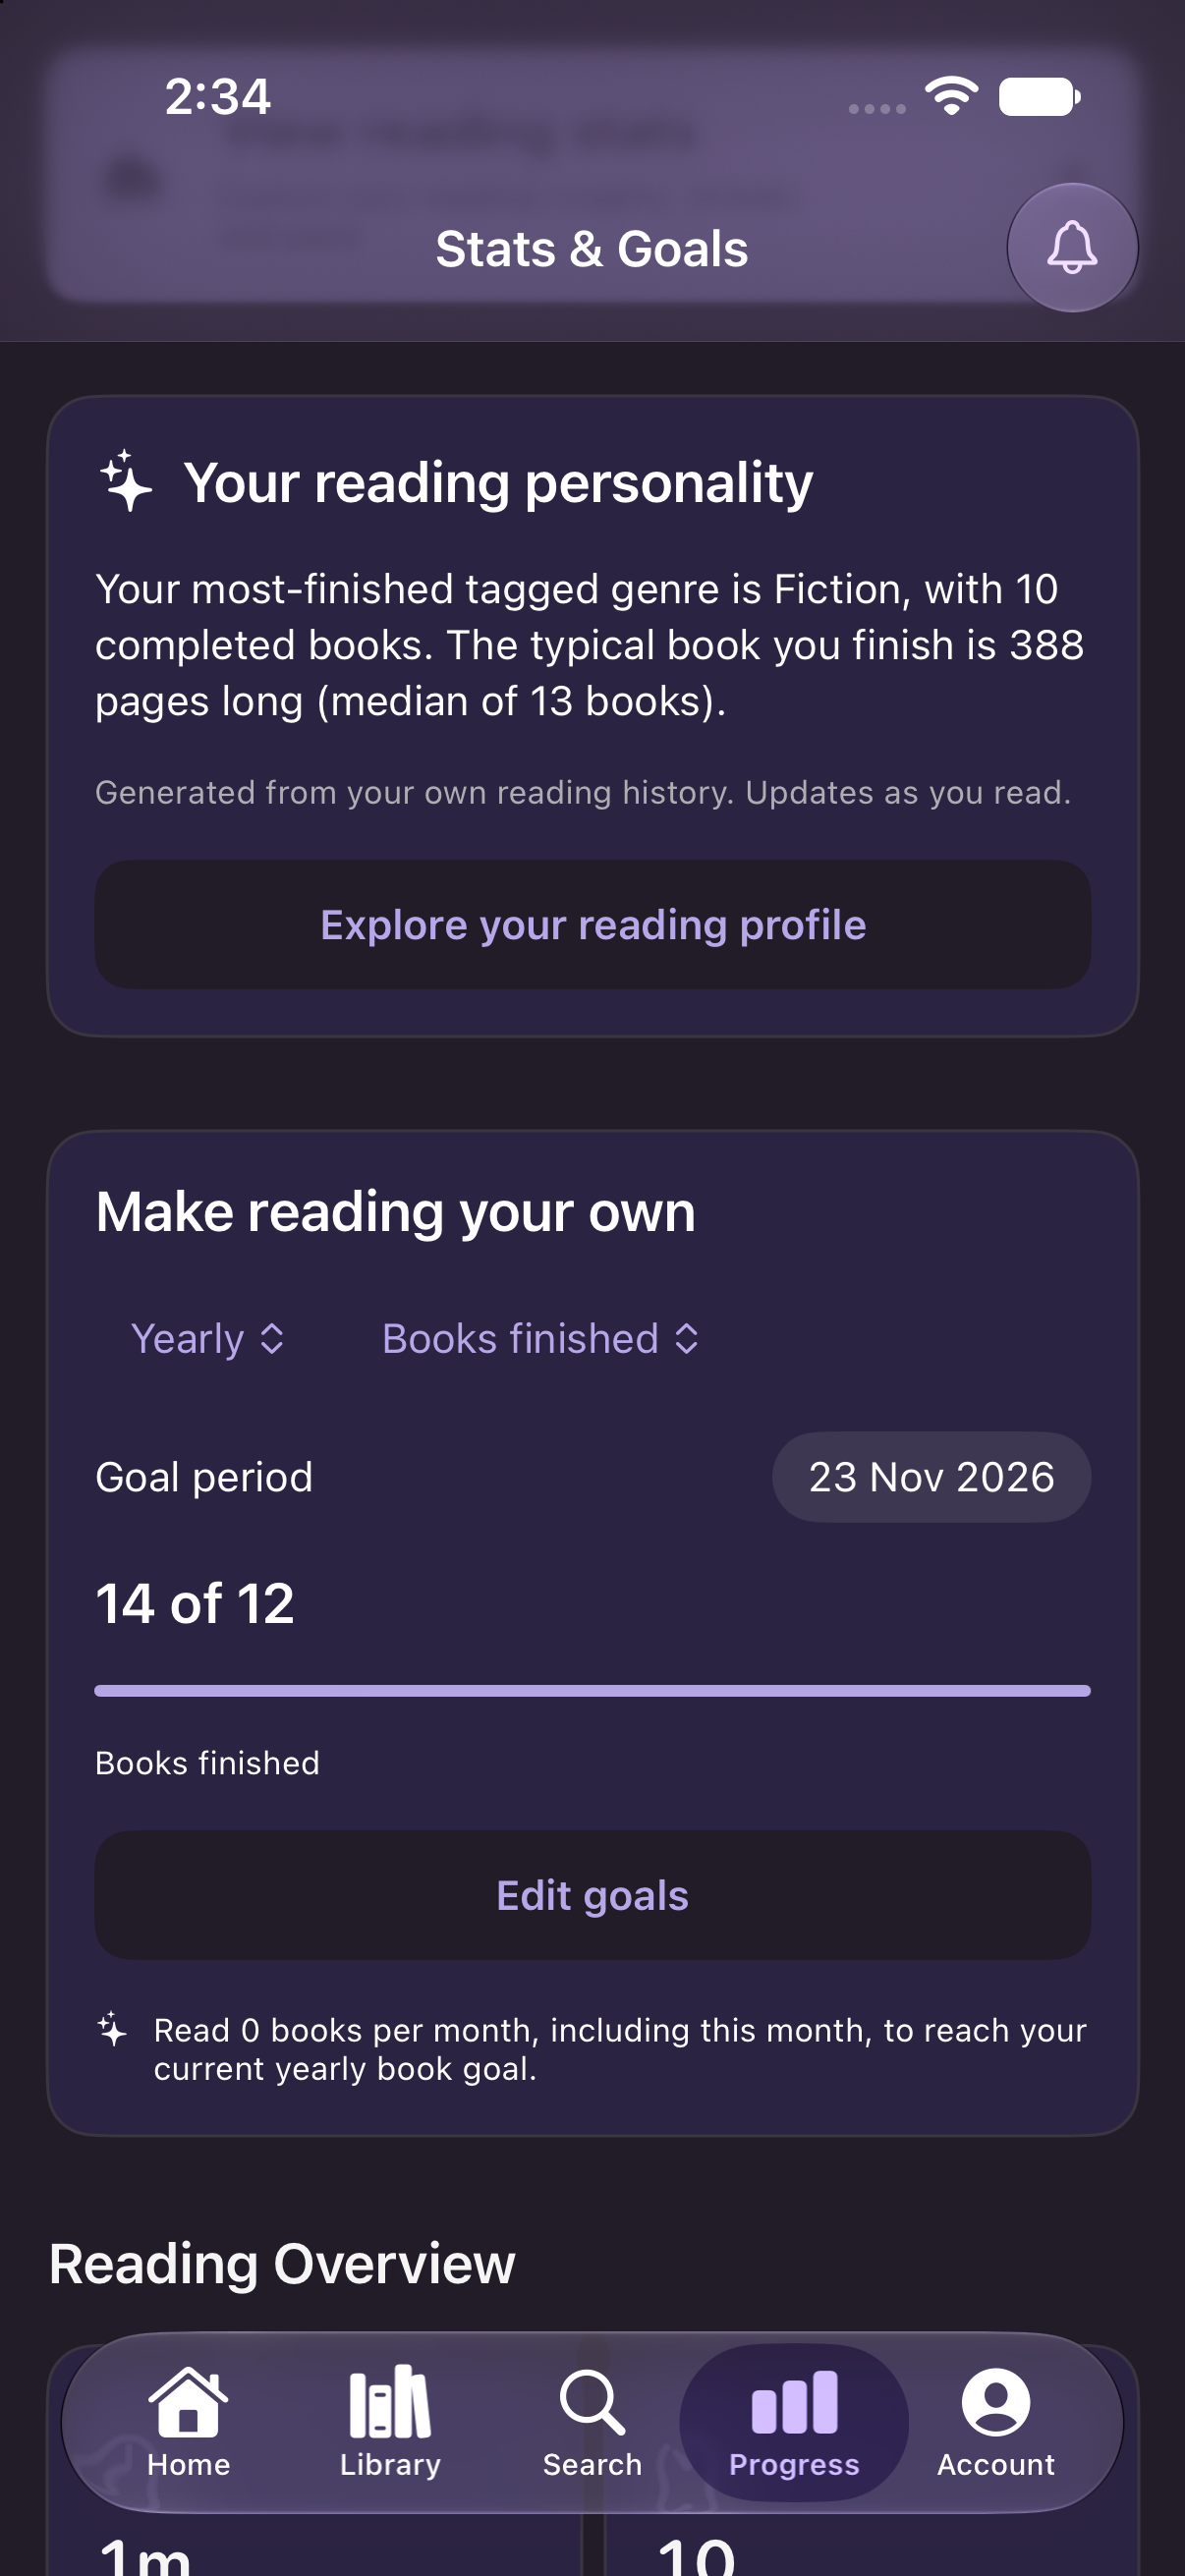 2:34
Stats & Goals
Your reading personality
Your most-finished tagged genre is Fiction, with 10
completed books. The typical book you finish is 388
pages long (median of 13 books).
Generated from your own reading history. Updates as you read.
Explore your reading profile
Make reading your own
Yearly
Books finished
Goal period
23 Nov 2026
14 of 12
Books finished
Edit goals
Read 0 books per month, including this month, to reach your
current yearly book goal.
Reading Overview
Home
Library
Search
Progress
Account
1m
10